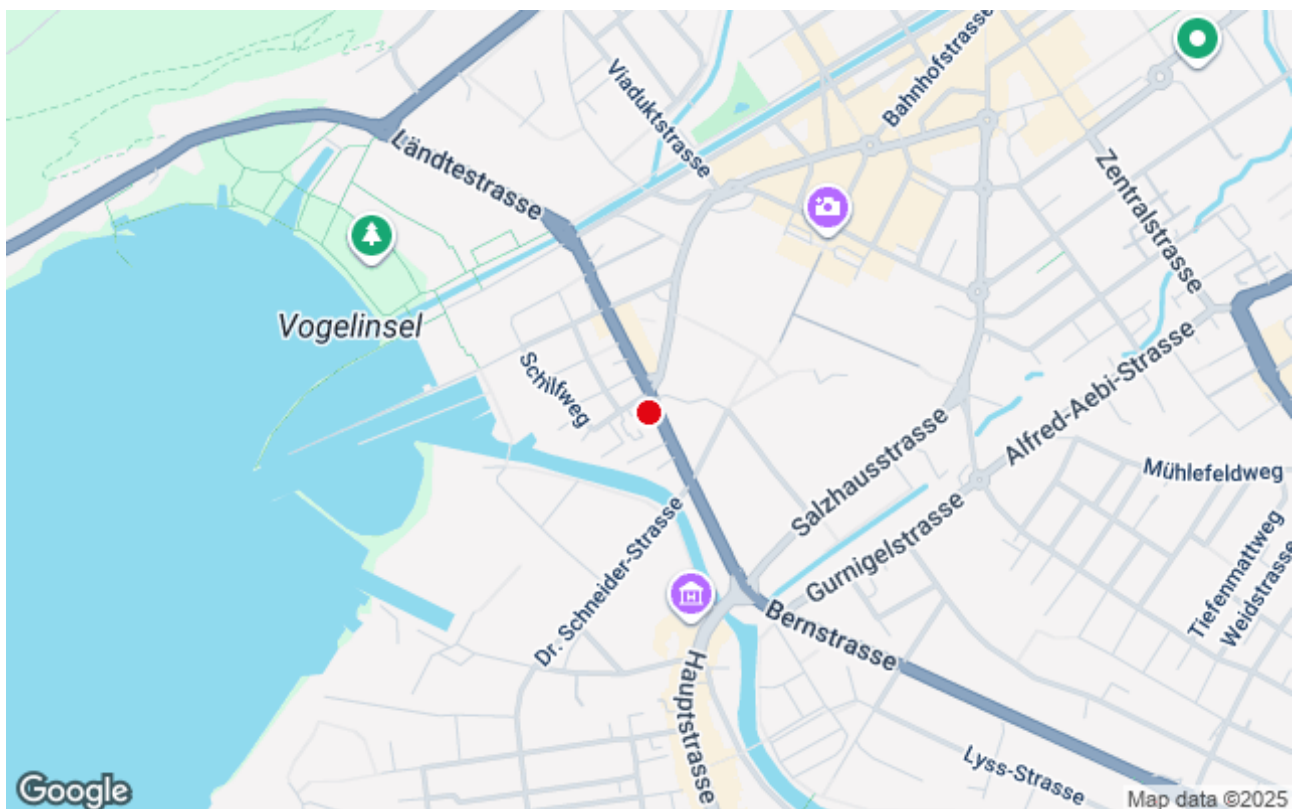 Bahnhofstrasse
Viaduktstrasse
Ländtestrasse
Zentralstrasse
Vogelinsel
Schilfweg
Alfred-Aebi-Strasse
Salzhausstrasse
Mühlefeldweg
Gurnigelstrasse
Dr. Schneider-Strasse
Tiefenmattweg
Weidstrasse
H
Bernstrasse
Hauptstrasse
Lyss-Strasse
Google
Map data ©2025